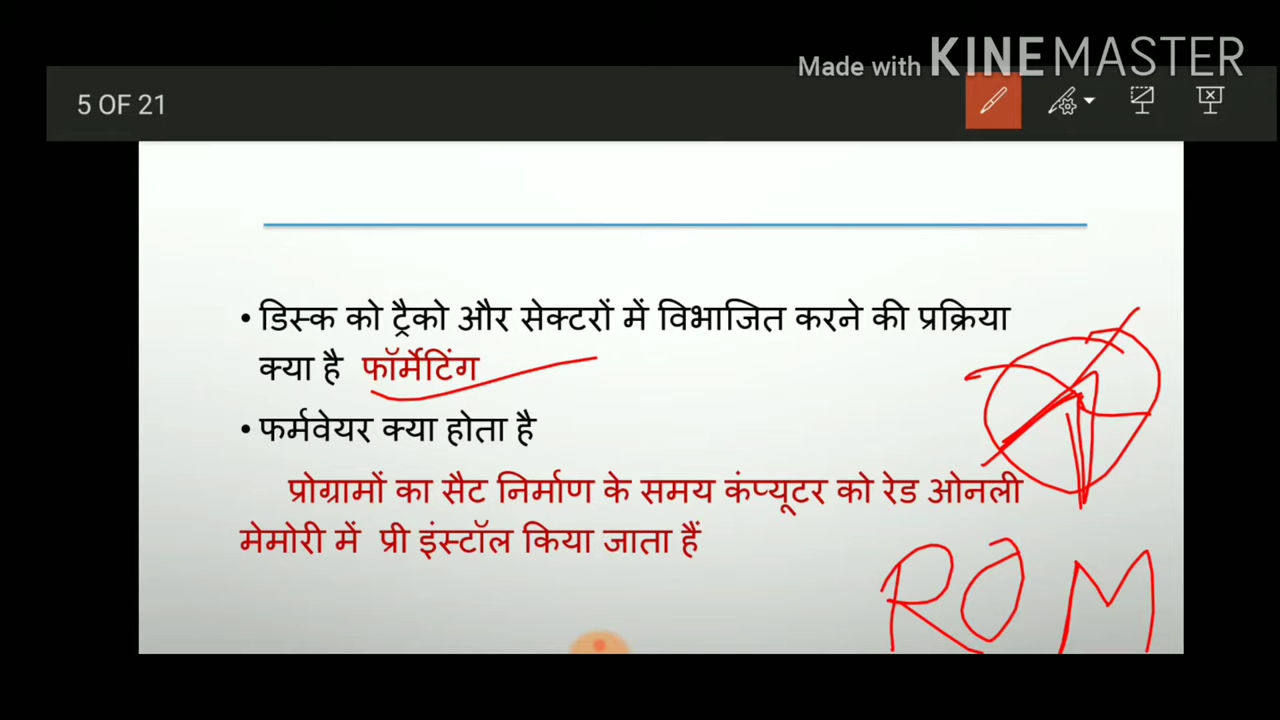 Made with KINEMASTER
5 OF 21
• डिस्क को ट्रैको और सेक्टरों में विभाजित करने की प्रक्रिया
क्या है फॉर्मेटिंग
• फर्मवेयर क्या होता है
प्रोग्रामों का सैट निर्माण के समय कंप्यूटर को रेड ओनली
मेमोरी में प्री इंस्टॉल किया जाता हैं
ROM